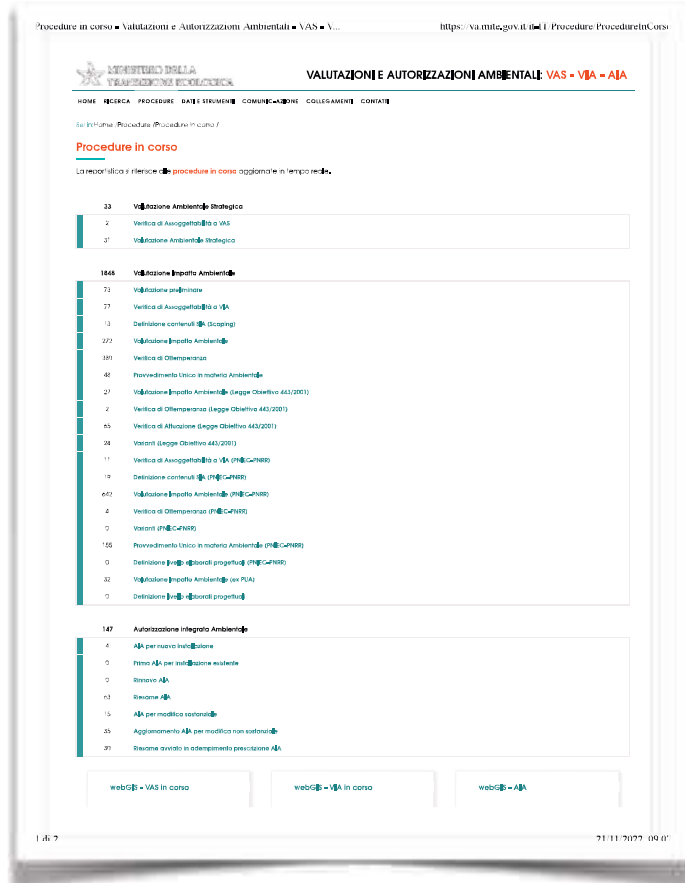 Procedure in corso - Valutazioni e Autorizzazioni Ambientali - VAS - V...
https://va.mite.gov.it/it-IT/Procedure/ProcedureInCorso
MINISTERO DELLA
TRANSIZIONE ECOLOGICA
VALUTAZIONI E AUTORIZZAZIONI AMBIENTALI: VAS - VIA - AIA
HOME RICERCA PROCEDURE DATI E STRUMENTI COMUNICAZIONE COLLEGAMENTI CONTATTI
Sei in: Home /Procedure /Procedure in corso /
Procedure in corso
La reportistica si riferisce alle procedure in corso aggiornate in tempo reale.
33 Valutazione Ambientale Strategica
2 Verifica di Assoggettabilità a VAS
31 Valutazione Ambientale Strategica
1848 Valutazione Impatto Ambientale
73 Valutazione preliminare
77 Verifica di Assoggettabilità a VIA
13 Definizione contenuti SIA (Scoping)
272 Valutazione Impatto Ambientale
Verifica di Ottemperanza
48 Provvedimento Unico in materia Ambientale
27 Valutazione Impatto Ambientale (Legge Obiettivo 443/2001)
2 Verifica di Ottemperanza (Legge Obiettivo 443/2001)
65 Verifica di Attuazione (Legge Obiettivo 443/2001)
24 Varianti (Legge Obiettivo 443/2001)
11 Verifica di Assoggettabilità a VIA (PNIEC-PNRR)
19 Definizione contenuti SIA (PNIEC-PNRR)
642 Valutazione Impatto Ambientale (PNIEC-PNRR)
4 Verifica di Ottemperanza (PNIEC-PNRR)
0 Varianti (PNIEC-PNRR)
155 Provvedimento Unico in materia Ambientale (PNIEC-PNRR)
0 Definizione livello elaborati progettuali (PNIEC-PNRR)
32 Valutazione Impatto Ambientale (ex PUA)
0 Definizione livello elaborati progettuali
147 Autorizzazione Integrata Ambientale
4 AIA per nuova installazione
0 Prima AIA per installazione esistente
0 Rinnovo AIA
63 Riesame AIA
15 AIA per modifica sostanziale
35 Aggiornamento AIA per modifica non sostanziale
30 Riesame avviato in adempimento prescrizione AIA
webGIS - VAS in corso
webGIS - VIA in corso
webGIS - AIA
1 di 2
21/11/2022, 09:0